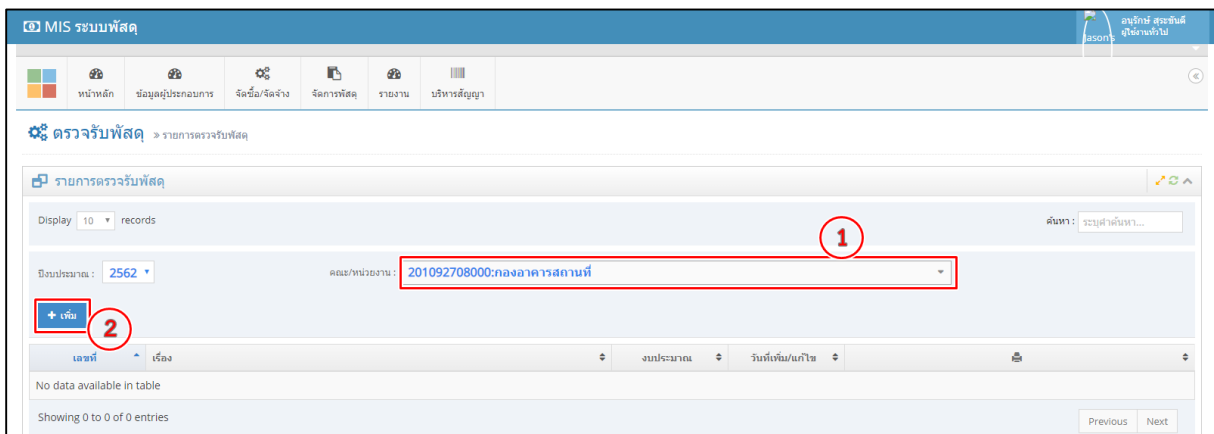 MIS ระบบพัสดุ
Jason's
อนุรักษ์ สุระขันตี
ผู้ใช้งานทั่วไป
หน้าหลัก ข้อมูลผู้ประกอบการ จัดซื้อ/จัดจ้าง จัดการพัสดุ รายงาน บริหารสัญญา
ตรวจรับพัสดุ » รายการตรวจรับพัสดุ
รายการตรวจรับพัสดุ
Display 10 records ค้นหา : ระบุคำค้นหา...
1
ปีงบประมาณ : 2562 คณะ/หน่วยงาน : 201092708000:กองอาคารสถานที่
+ เพิ่ม
2
เลขที่ เรื่อง งบประมาณ วันที่เพิ่ม/แก้ไข
No data available in table
Showing 0 to 0 of 0 entries
Previous Next